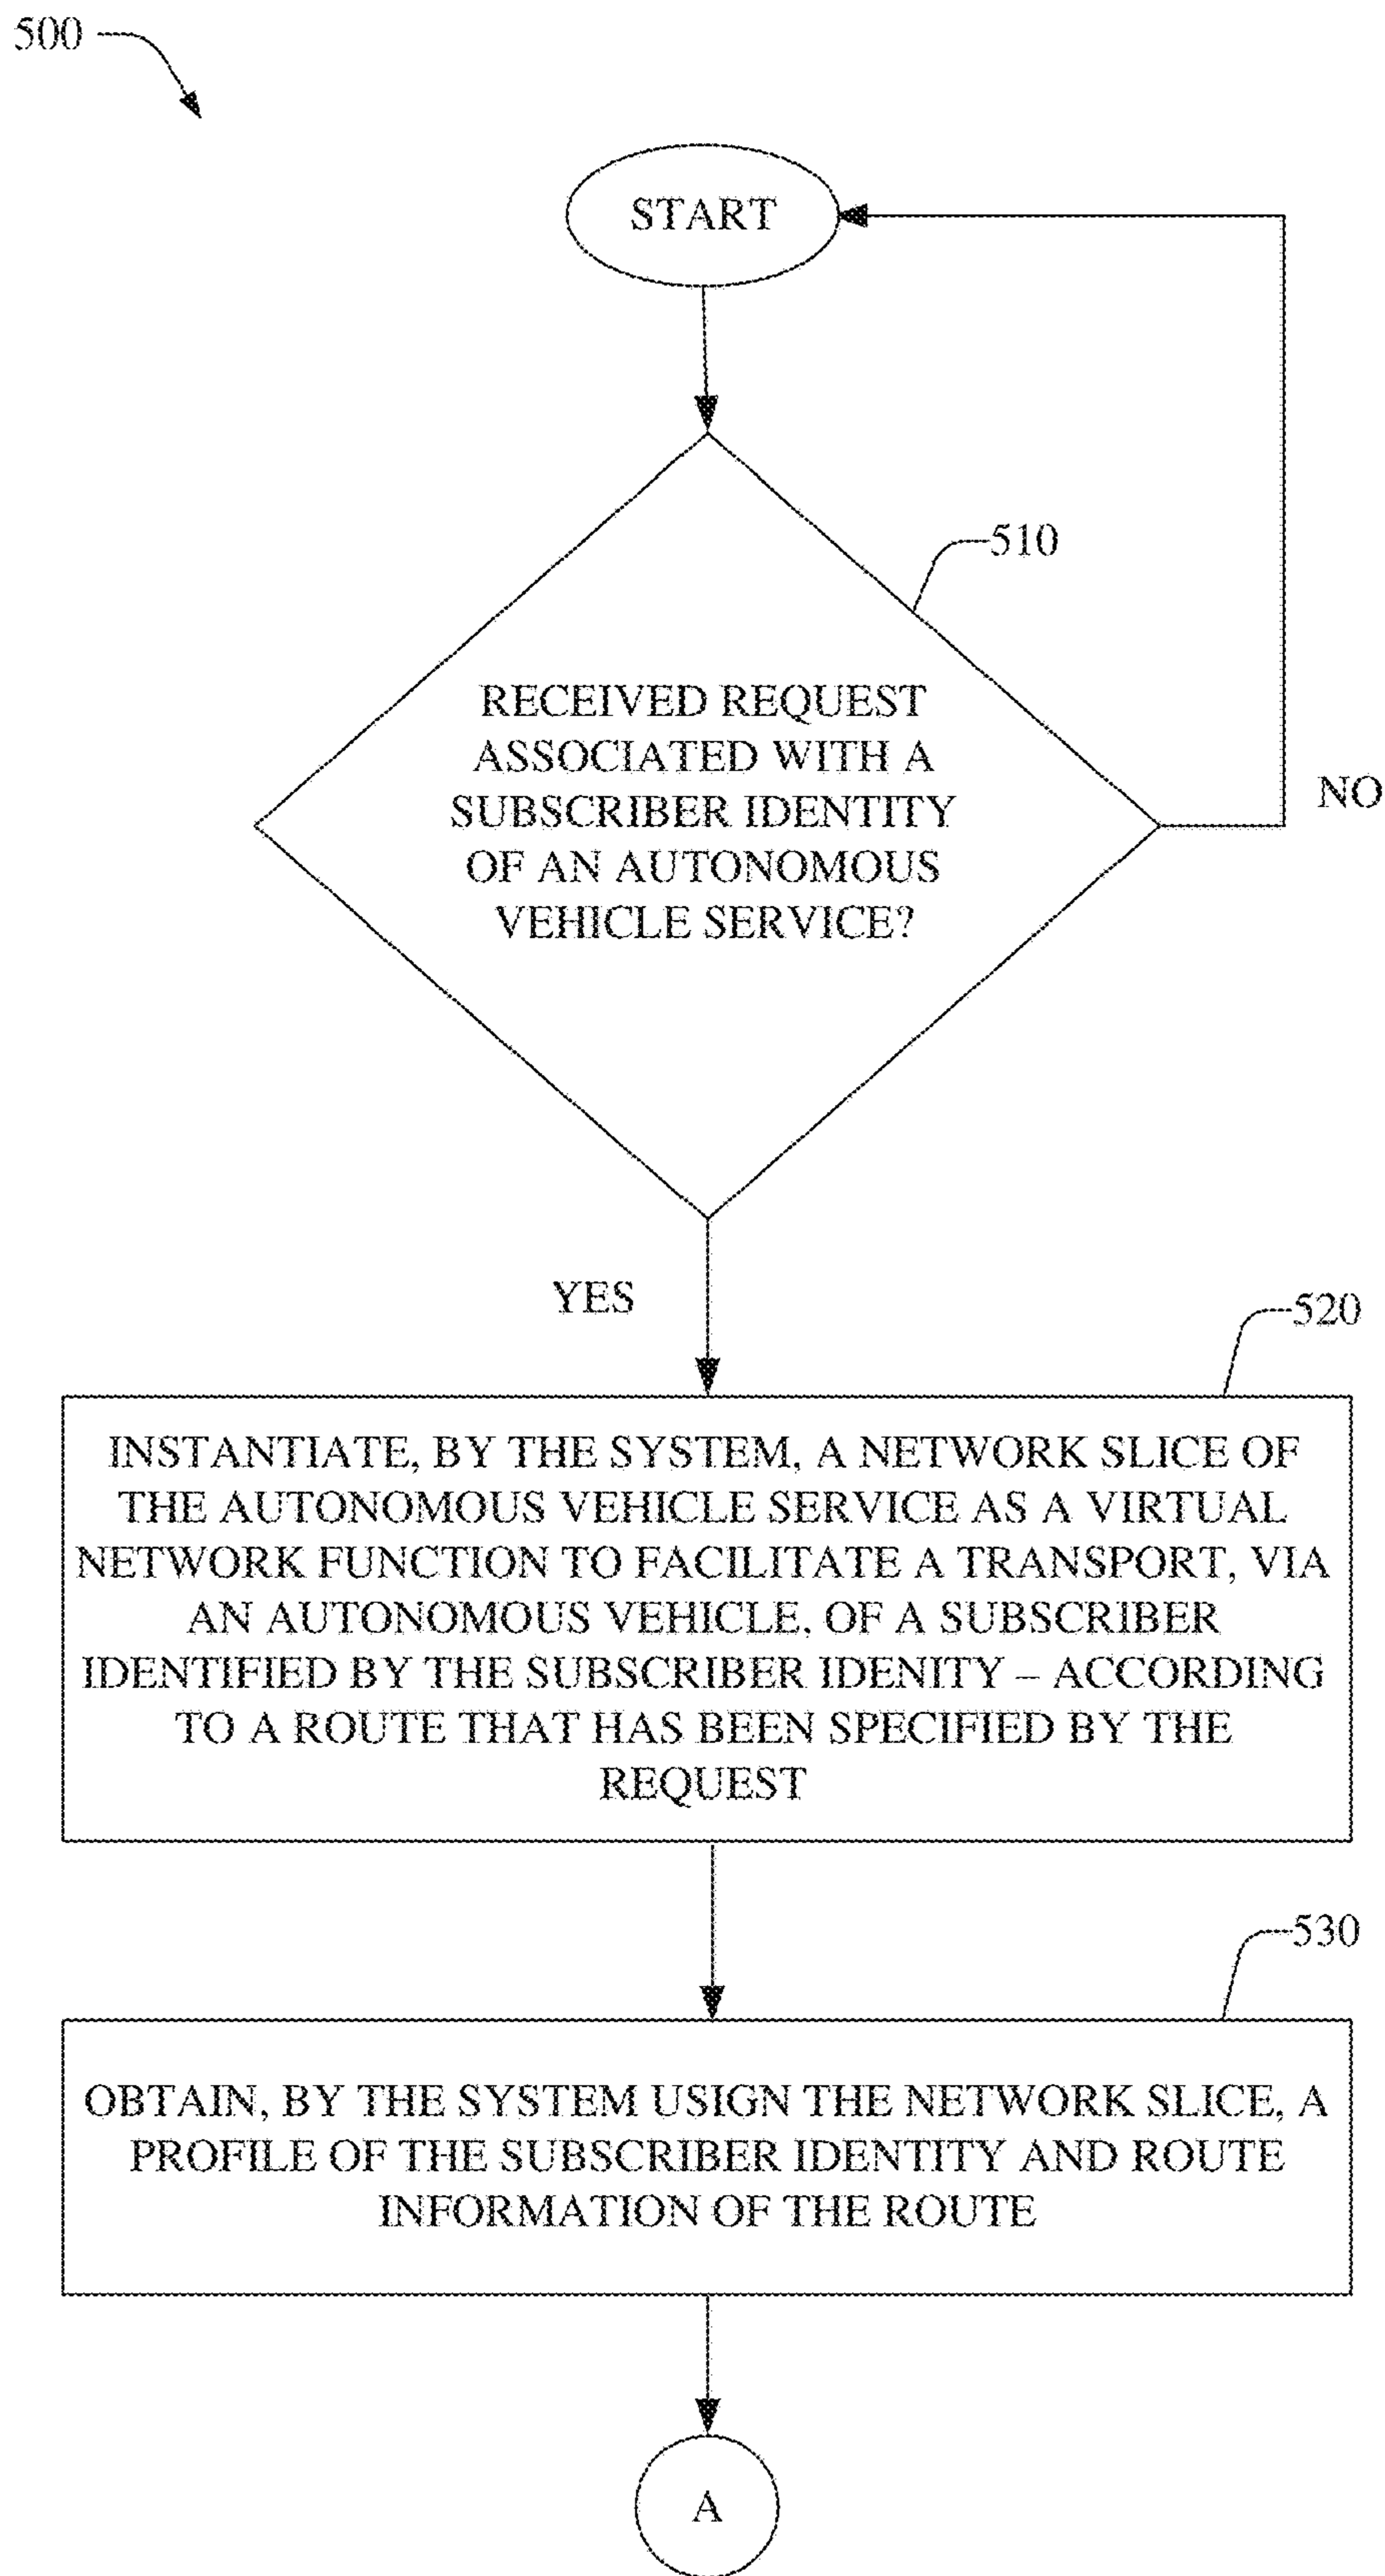 500
START
510
RECEIVED REQUEST
ASSOCIATED WITH A
SUBSCRIBER IDENTITY
OF AN AUTONOMOUS
VEHICLE SERVICE?
NO
YES
520
INSTANTIATE, BY THE SYSTEM, A NETWORK SLICE OF
THE AUTONOMOUS VEHICLE SERVICE AS A VIRTUAL
NETWORK FUNCTION TO FACILITATE A TRANSPORT, VIA
AN AUTONOMOUS VEHICLE, OF A SUBSCRIBER
IDENTIFIED BY THE SUBSCRIBER IDENITY – ACCORDING
TO A ROUTE THAT HAS BEEN SPECIFIED BY THE
REQUEST
530
OBTAIN, BY THE SYSTEM USIGN THE NETWORK SLICE, A
PROFILE OF THE SUBSCRIBER IDENTITY AND ROUTE
INFORMATION OF THE ROUTE
A